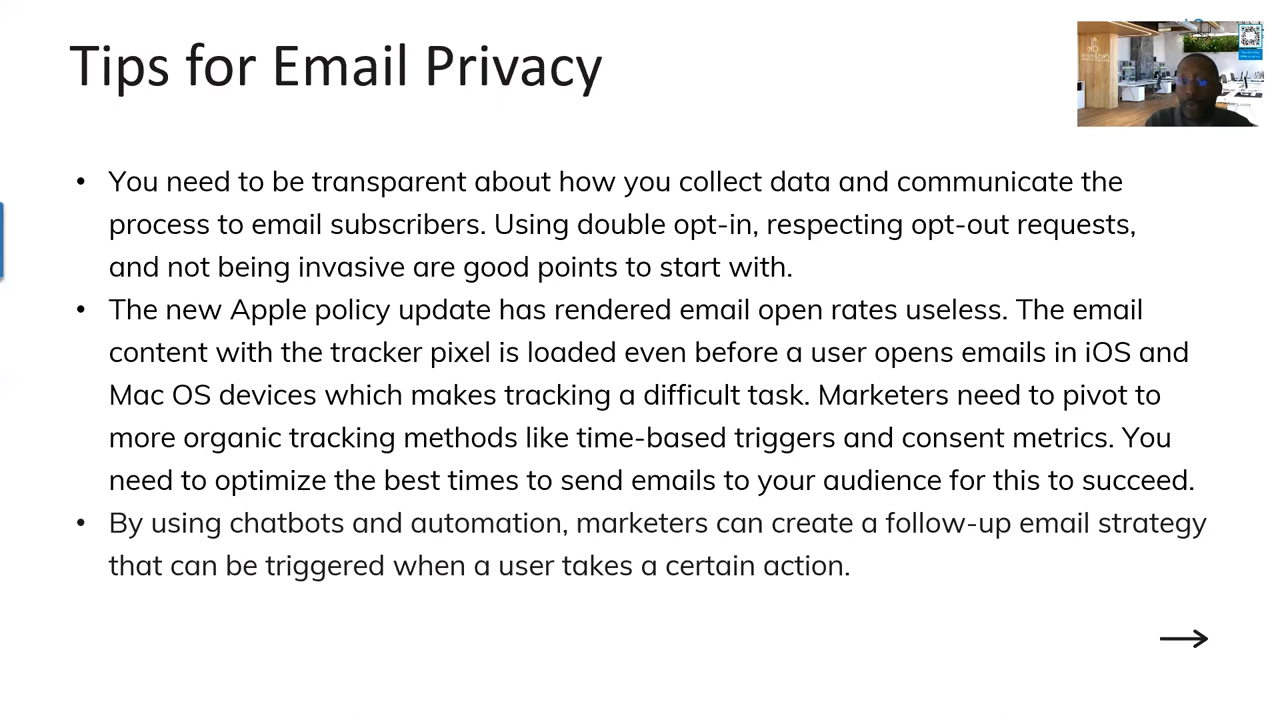 Tips for Email Privacy
• You need to be transparent about how you collect data and communicate the
process to email subscribers. Using double opt-in, respecting opt-out requests,
and not being invasive are good points to start with.
• The new Apple policy update has rendered email open rates useless. The email
content with the tracker pixel is loaded even before a user opens emails in iOS and
Mac OS devices which makes tracking a difficult task. Marketers need to pivot to
more organic tracking methods like time-based triggers and consent metrics. You
need to optimize the best times to send emails to your audience for this to succeed.
• By using chatbots and automation, marketers can create a follow-up email strategy
that can be triggered when a user takes a certain action.